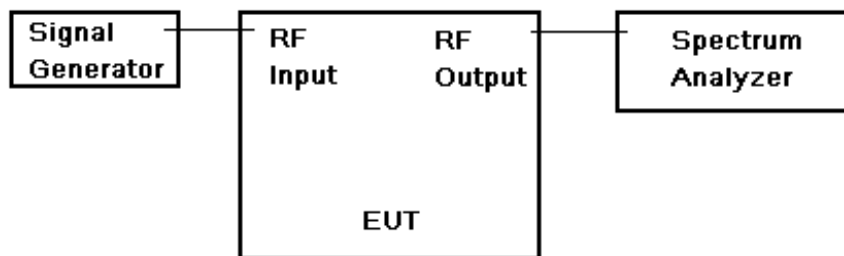 Signal
Generator
RF
Input
RF
Output
EUT
Spectrum
Analyzer